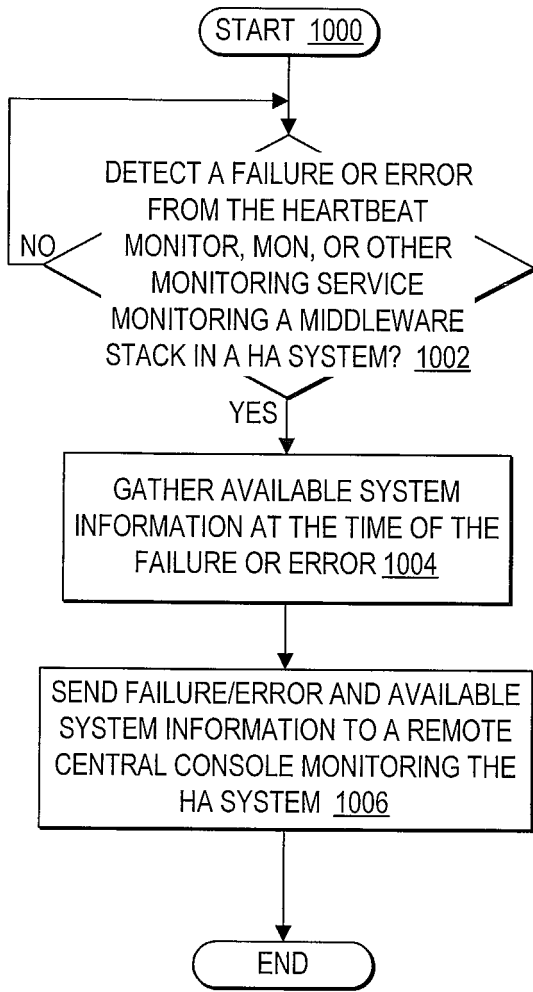 START 1000
DETECT A FAILURE OR ERROR
FROM THE HEARTBEAT
NO
MONITOR, MON, OR OTHER
MONITORING SERVICE
MONITORING A MIDDLEWARE
STACK IN A HA SYSTEM? 1002
YES
GATHER AVAILABLE SYSTEM
INFORMATION AT THE TIME OF THE
FAILURE OR ERROR 1004
SEND FAILURE/ERROR AND AVAILABLE
SYSTEM INFORMATION TO A REMOTE
CENTRAL CONSOLE MONITORING THE
HA SYSTEM 1006
END